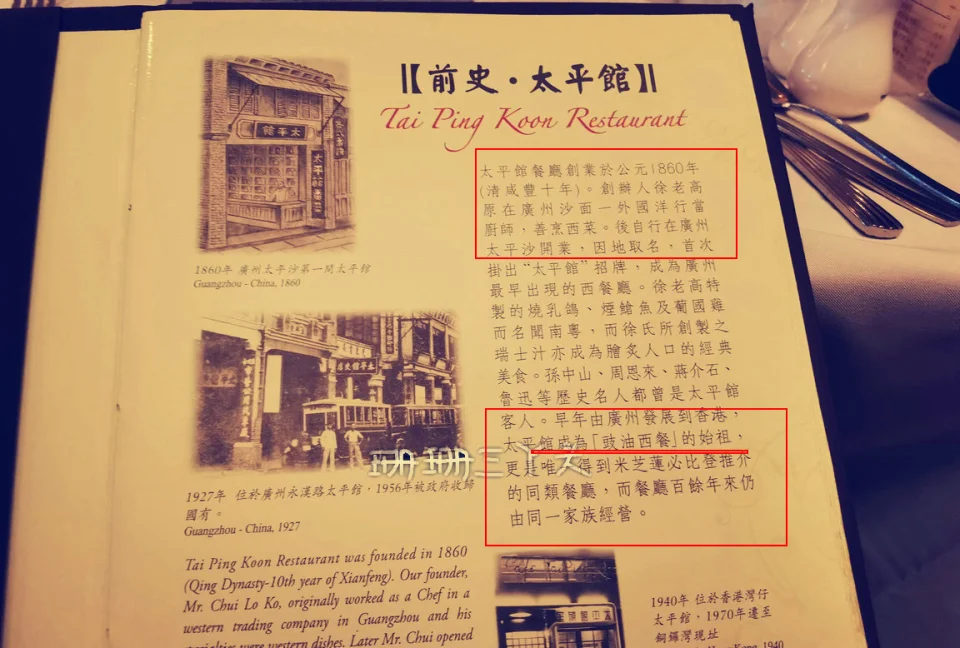 前史·太平館
Tai Ping Koon Restaurant
太平館餐廳創業於公元1860年
(清咸豐十年)。創辦人徐老高
原在廣州沙面一外國洋行當
廚師，善烹西菜。後自行在廣州
太平沙開業，因地取名，首次
掛出“太平館”招牌，成為廣州
最早出現的西餐廳。徐老高特
製的燒乳鴿、煙鱠魚及葡國雞
而名聞南粵，而徐氏所創製之
瑞士汁亦成為膾炙人口的經典
美食。孫中山、周恩來、蔣介石、
魯迅等歷史名人都曾是太平館
客人。早年由廣州發展到香港，
太平館成為「豉油西餐」的始祖，
更是唯一得到米芝蓮必比登推介
的同類餐廳，而餐廳百餘年來仍
由同一家族經營。
太平館
1860年 廣州太平沙第一間太平館
Guangzhou - China, 1860
珊珊三丫头
1927年 位於廣州永漢路太平館，1956年被政府收歸
國有。
Guangzhou - China, 1927
Tai Ping Koon Restaurant was founded in 1860
(Qing Dynasty-10th year of Xianfeng). Our founder,
Mr. Chui Lo Ko, originally worked as a Chef in a
western trading company in Guangzhou and his
specialties were western dishes. Later Mr. Chui opened
1940年 位於香港灣仔
太平館，1970年遷至
銅鑼灣現址
Hong Kong, 1940